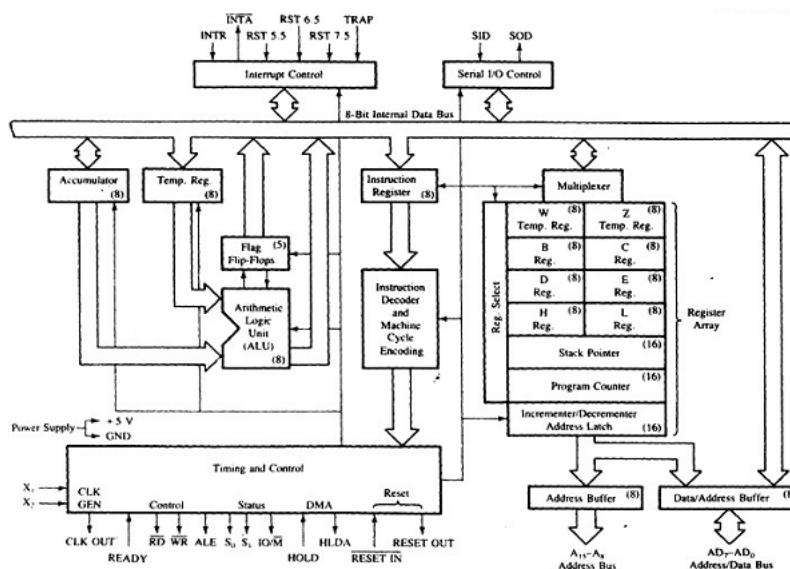 INTR
INTA
RST 5.5
RST 6.5
RST 7.5
TRAP
SID
SOD
Interrupt Control
Serial I/O Control
8-Bit Internal Data Bus
Accumulator
(8)
Temp. Reg.
(8)
Instruction
Register
(8)
Multiplexer
Reg. Select
W
(8)
Temp. Reg.
Z
(8)
Temp. Reg.
B
(8)
Reg.
C
(8)
Reg.
D
(8)
Reg.
E
(8)
Reg.
H
(8)
Reg.
L
(8)
Reg.
Stack Pointer
(16)
Program Counter
(16)
Incrementer/Decrementer
Address Latch
(16)
Register
Array
Flag
(5)
Flip-Flops
Arithmetic
Logic
Unit
(ALU)
(8)
Instruction
Decoder
and
Machine
Cycle
Encoding
Power Supply
+ 5 V
GND
Timing and Control
X₁
X₂
CLK
GEN
Control
Status
DMA
Reset
CLK OUT
READY
RD
WR
ALE
S₀
S₁
IO/M
HOLD
HLDA
RESET IN
RESET OUT
Address Buffer
(8)
Data/Address Buffer
(8)
A₁₅–A₈
Address Bus
AD₇–AD₀
Address/Data Bus